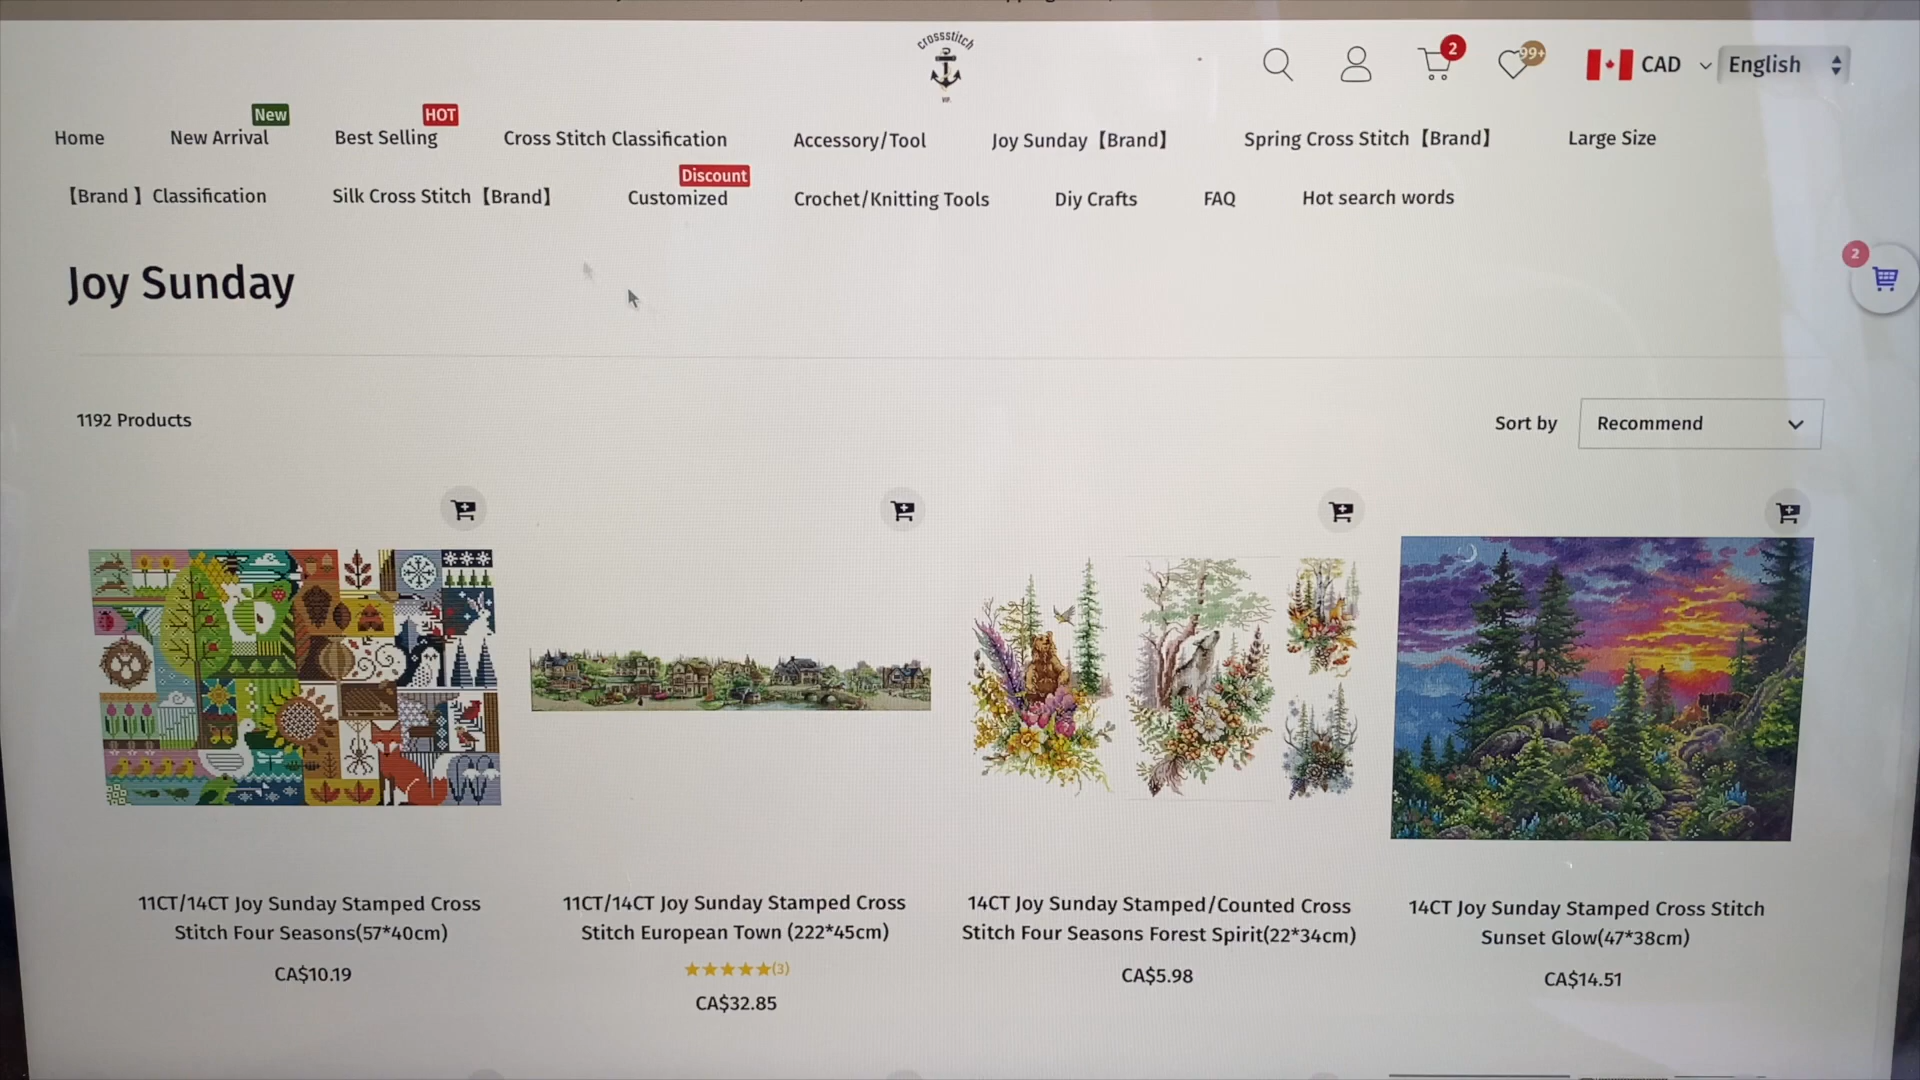 crossstitch
VIP.
2
99+
CAD
English
New
HOT
Home
New Arrival
Best Selling
Cross Stitch Classification
Accessory/Tool
Joy Sunday【Brand】
Spring Cross Stitch【Brand】
Large Size
Discount
【Brand 】Classification
Silk Cross Stitch【Brand】
Customized
Crochet/Knitting Tools
Diy Crafts
FAQ
Hot search words
2
Joy Sunday
1192 Products
Sort by
Recommend
11CT/14CT Joy Sunday Stamped Cross
Stitch Four Seasons(57*40cm)
CA$10.19
11CT/14CT Joy Sunday Stamped Cross
Stitch European Town (222*45cm)
★★★★★(3)
CA$32.85
14CT Joy Sunday Stamped/Counted Cross
Stitch Four Seasons Forest Spirit(22*34cm)
CA$5.98
14CT Joy Sunday Stamped Cross Stitch
Sunset Glow(47*38cm)
CA$14.51